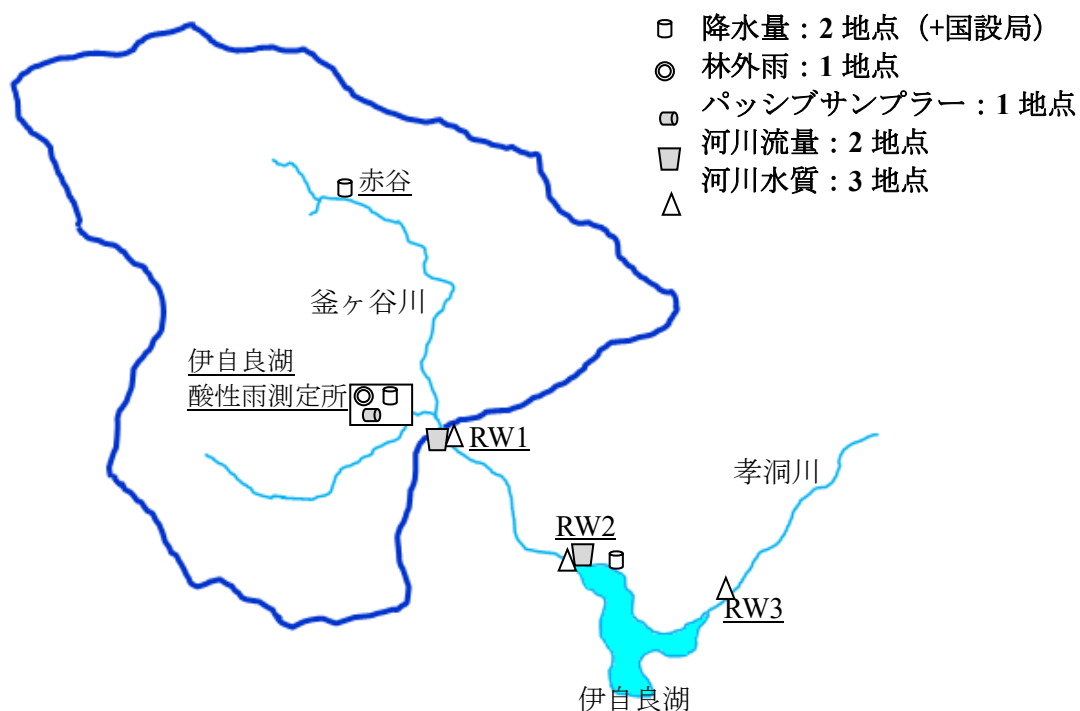 降水量：2 地点（+国設局）
林外雨：1 地点
パッシブサンプラー：1 地点
河川流量：2 地点
河川水質：3 地点
赤谷
釜ヶ谷川
伊自良湖
酸性雨測定所
RW1
孝洞川
RW2
RW3
伊自良湖